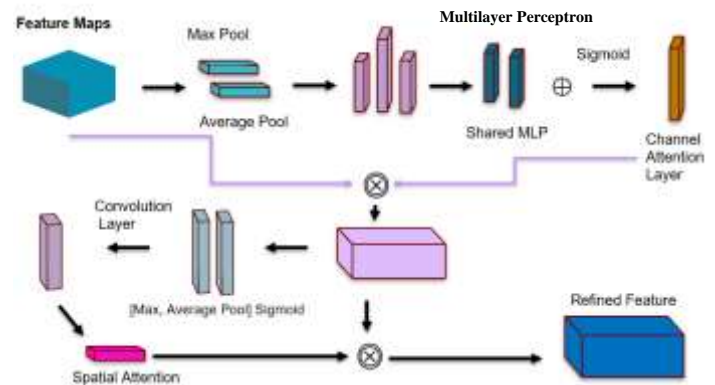 Feature Maps
Max Pool
Multilayer Perceptron
Sigmoid
Average Pool
Shared MLP
Channel
Attention
Layer
Convolution
Layer
[Max, Average Pool] Sigmoid
Refined Feature
Spatial Attention